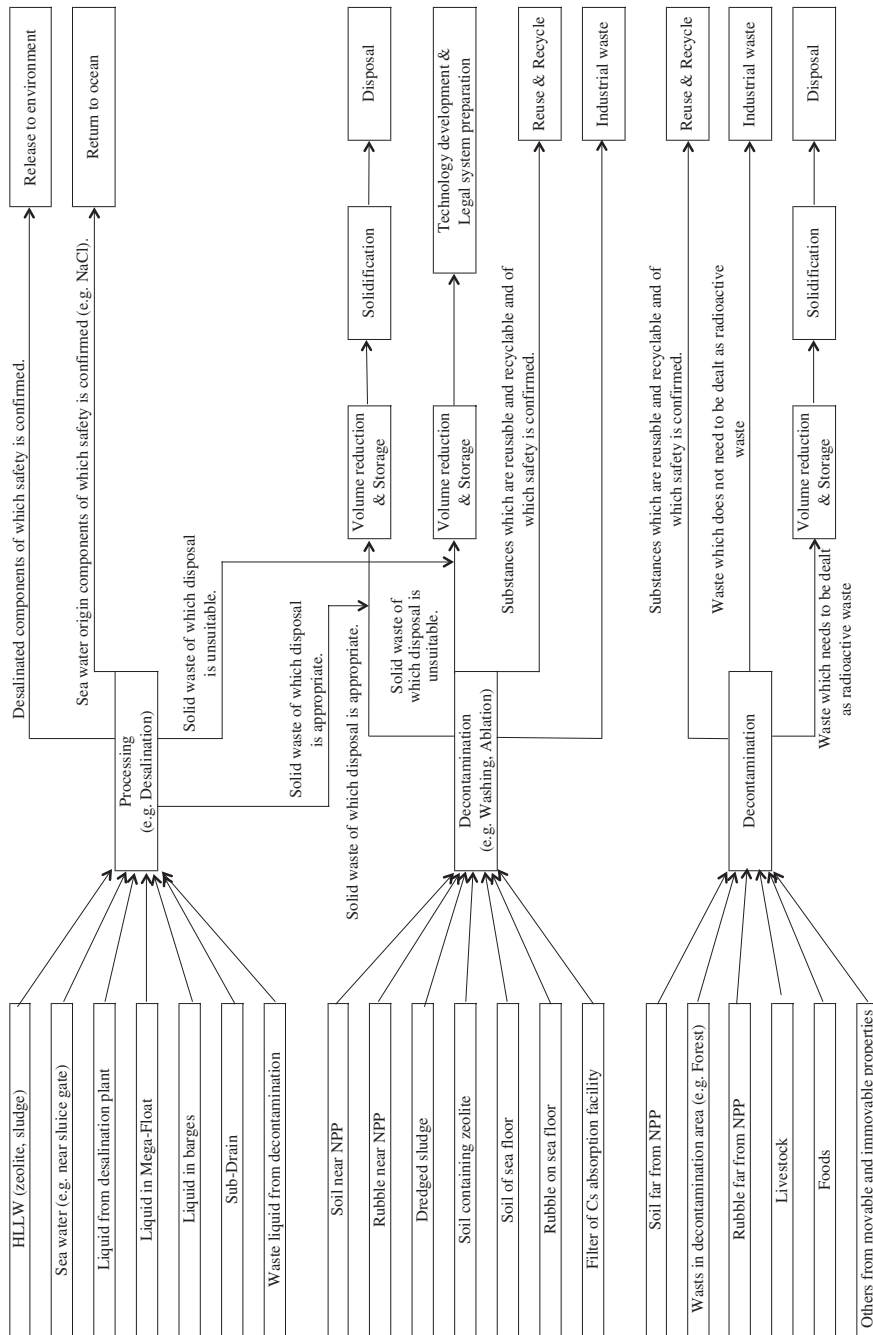 HLLW (zeolite, sludge)
Sea water (e.g. near sluice gate)
Liquid from desalination plant
Liquid in Mega-Float
Liquid in barges
Sub-Drain
Waste liquid from decontamination
Processing
(e.g. Desalination)
Desalinated components of which safety is confirmed.
Release to environment
Sea water origin components of which safety is confirmed (e.g. NaCl).
Return to ocean
Solid waste of which disposal
is unsuitable.
Solid waste of which disposal
is appropriate.
Soil near NPP
Rubble near NPP
Dredged sludge
Soil containing zeolite
Soil of sea floor
Rubble on sea floor
Filter of Cs absorption facility
Decontamination
(e.g. Washing, Ablation)
Solid waste of which disposal is appropriate.
Volume reduction
& Storage
Solidification
Disposal
Solid waste of
which disposal is
unsuitable.
Volume reduction
& Storage
Technology development &
Legal system preparation
Substances which are reusable and recyclable and of
which safety is confirmed.
Reuse & Recycle
Industrial waste
Soil far from NPP
Wasts in decontamination area (e.g. Forest)
Rubble far from NPP
Livestock
Foods
Others from movable and immovable properties
Decontamination
Substances which are reusable and recyclable and of
which safety is confirmed.
Reuse & Recycle
Waste which does not need to be dealt as radioactive
waste
Industrial waste
Waste which needs to be dealt
as radioactive waste
Volume reduction
& Storage
Solidification
Disposal